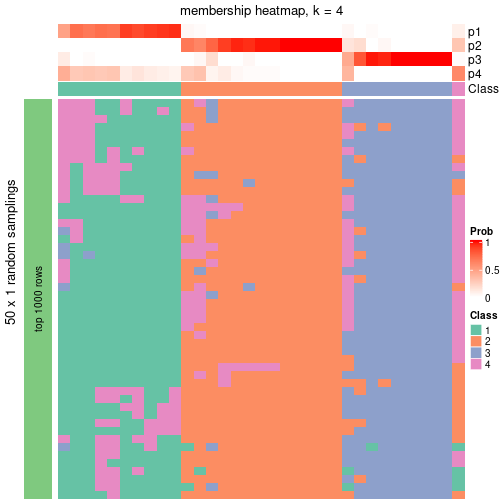 membership heatmap, k = 4
p1
p2
p3
p4
Class
50 x 1 random samplings
top 1000 rows
Prob
1
0.5
0
Class
1
2
3
4